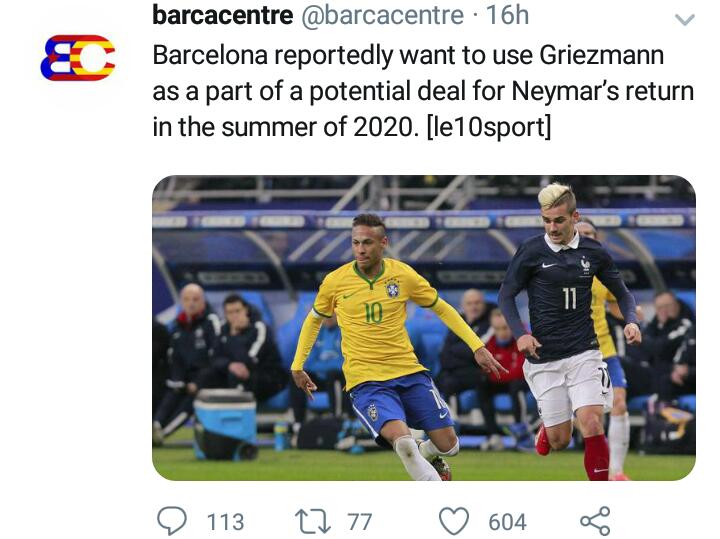 barcacentre @barcacentre · 16h
Barcelona reportedly want to use Griezmann
as a part of a potential deal for Neymar's return
in the summer of 2020. [le10sport]
10
11
113 77 604